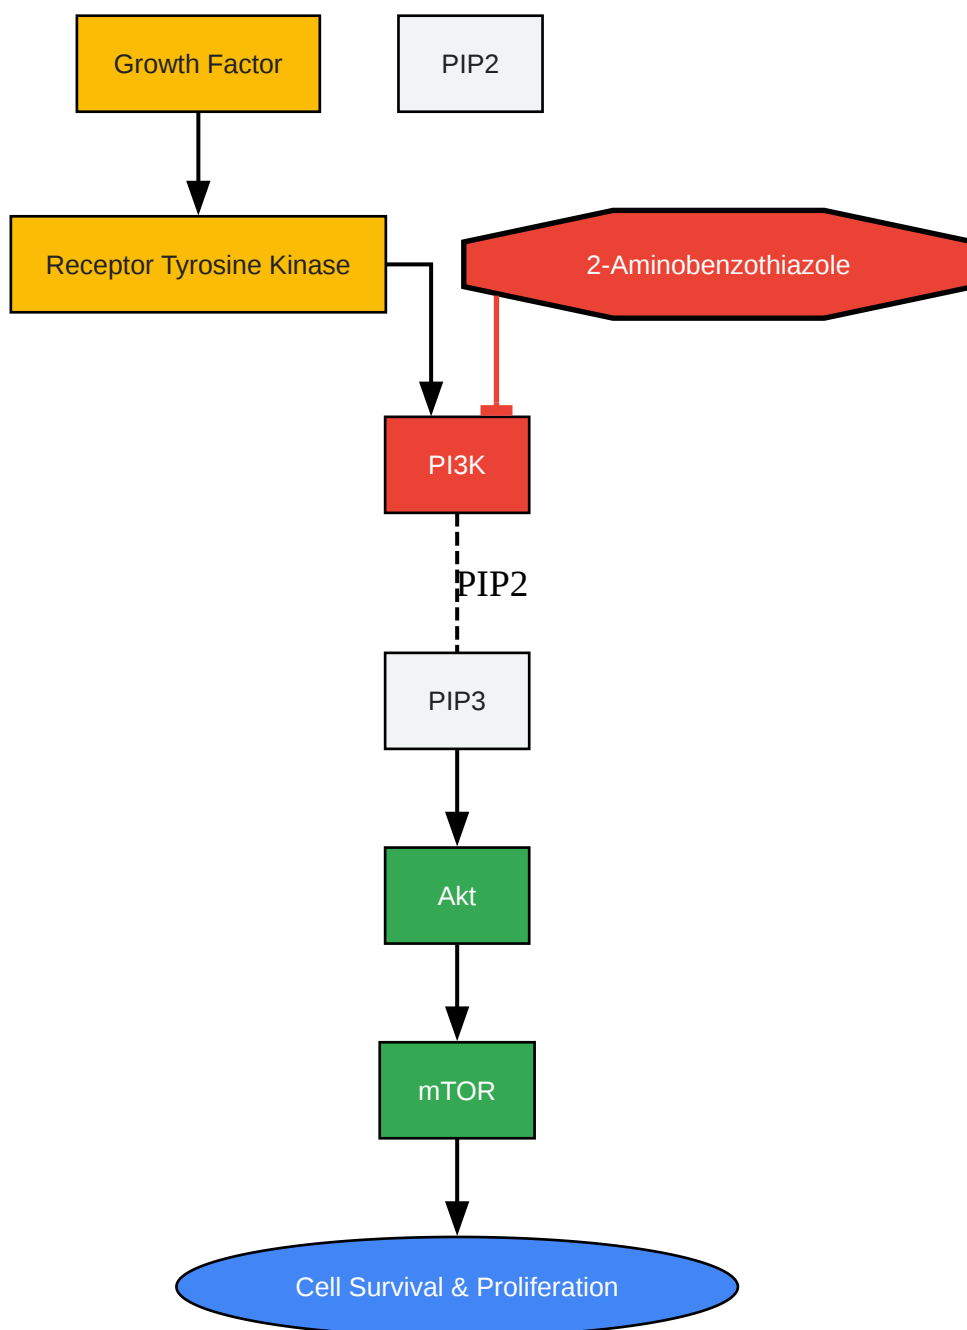 Growth Factor
PIP2
Receptor Tyrosine Kinase
2-Aminobenzothiazole
PI3K
PIP2
PIP3
Akt
mTOR
Cell Survival & Proliferation